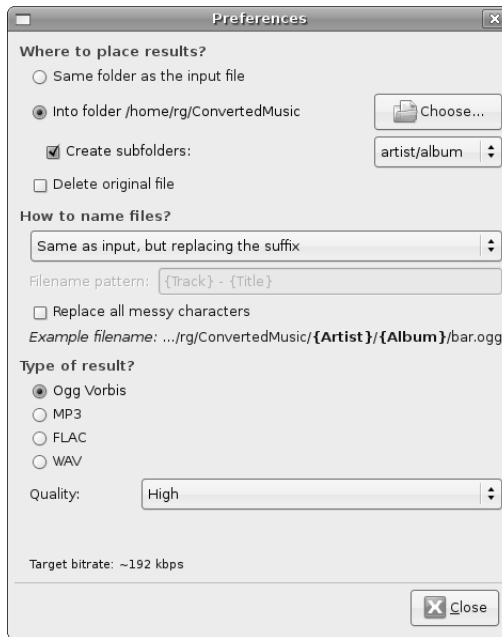 Preferences
Where to place results?
Same folder as the input file
Into folder /home/rg/ConvertedMusic
Choose...
Create subfolders:
artist/album
Delete original file
How to name files?
Same as input, but replacing the suffix
Filename pattern: {Track} - {Title}
Replace all messy characters
Example filename: .../rg/ConvertedMusic/{Artist}/{Album}/bar.ogg
Type of result?
Ogg Vorbis
MP3
FLAC
WAV
Quality: High
Target bitrate: ~192 kbps
Close